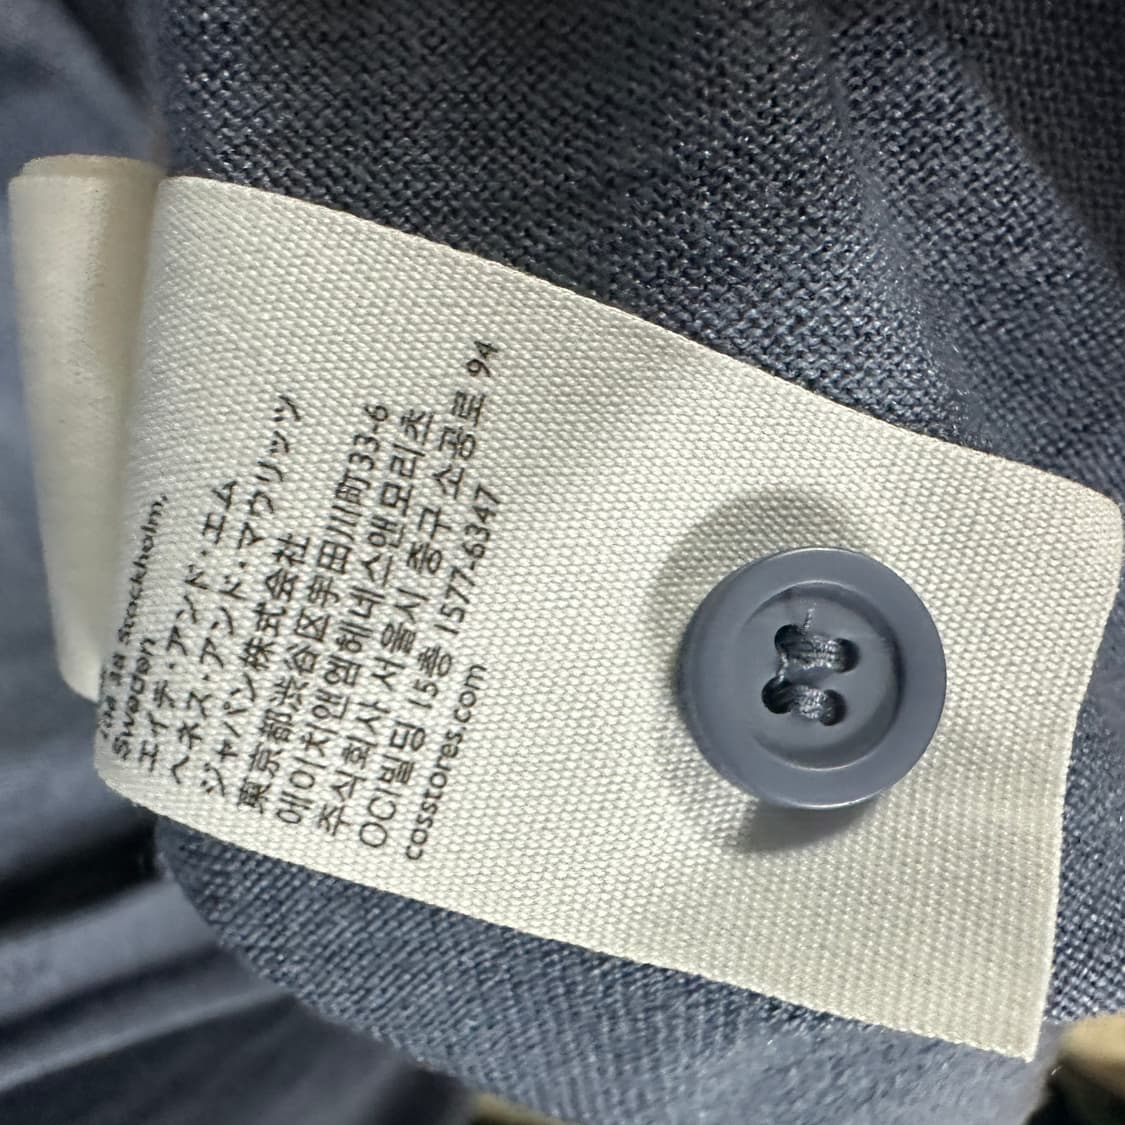 Stockholm,
Sweden
エイチ・アンド・エム
ヘネス・アンド・マウリッツ
ジャパン株式会社
東京都渋谷区宇田川町33-6
에이치앤엠헤네스앤모리츠
주식회사 서울시 중구 소공로 94
OCI빌딩 15층 1577-6347
cosstores.com